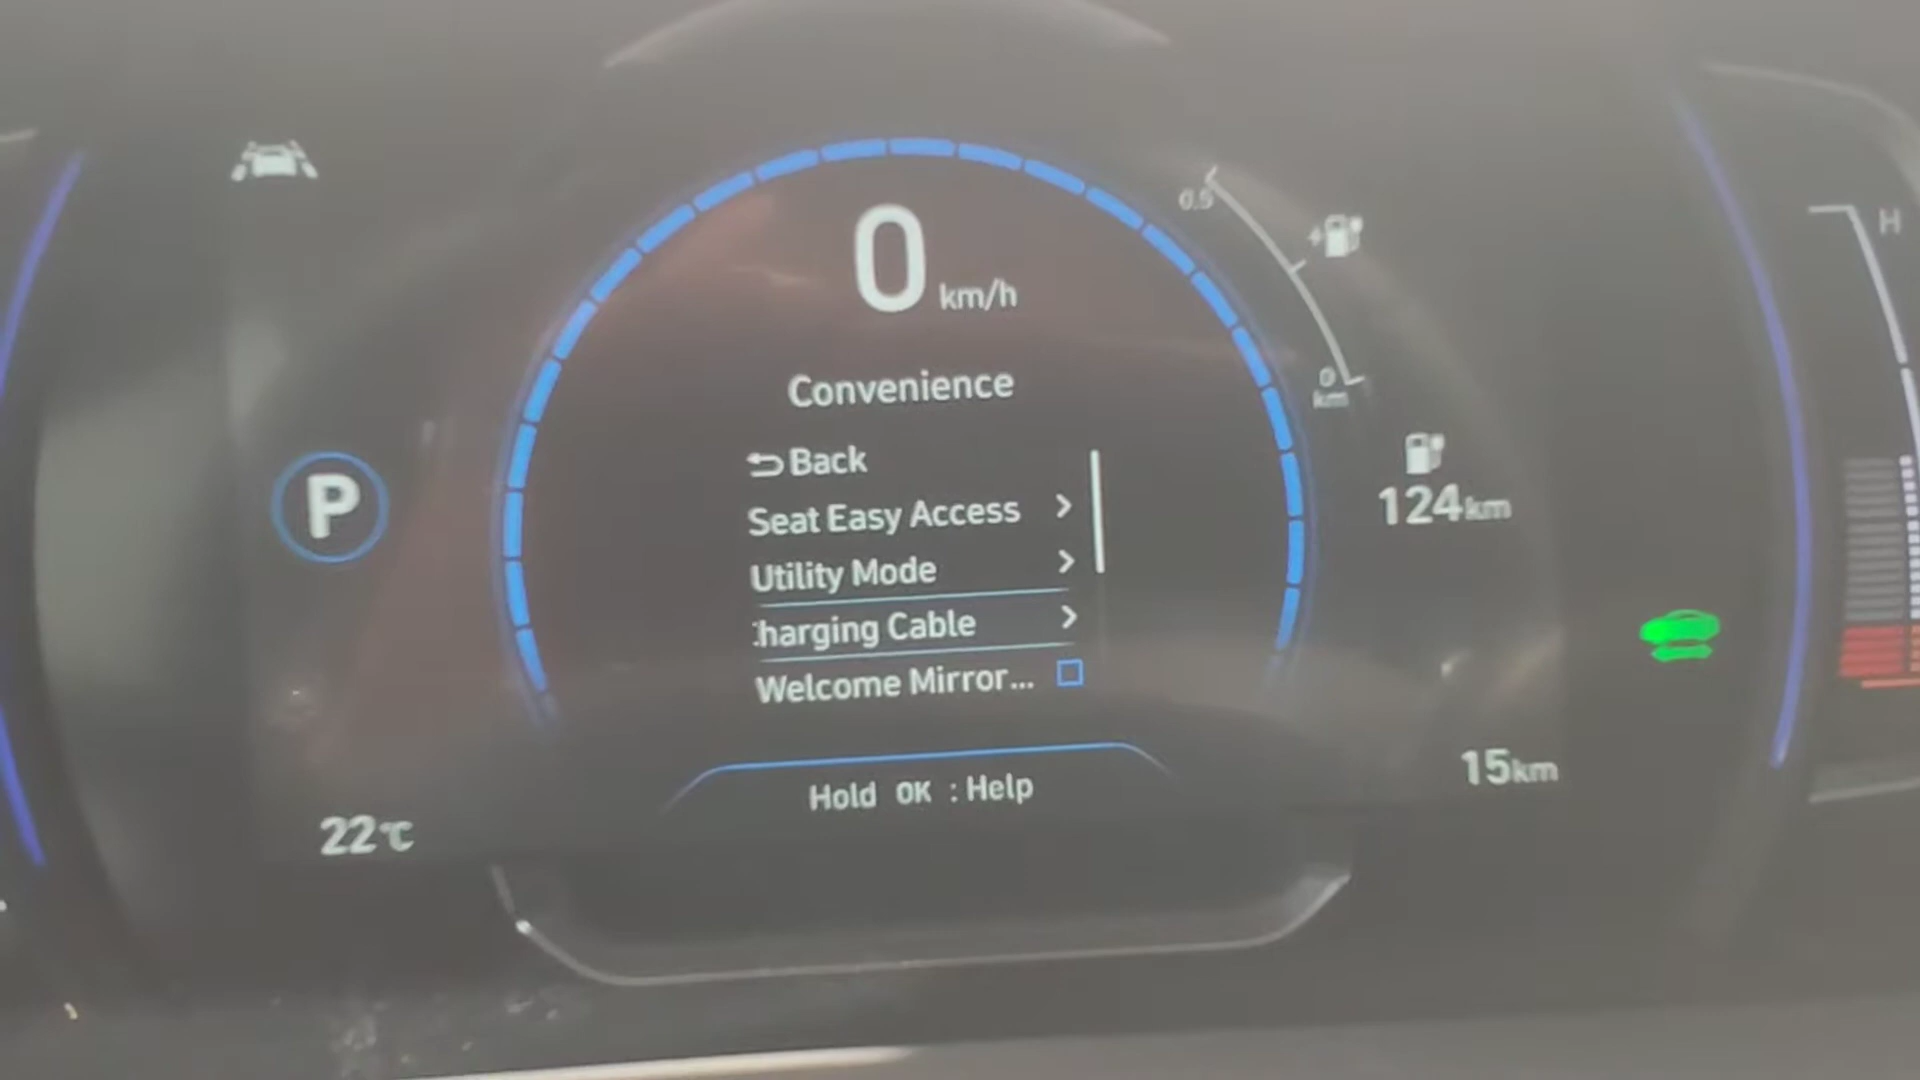 0 km/h
0.5
+
H
Convenience
0
km
Back
Seat Easy Access >
124km
P
Utility Mode >
harging Cable >
Welcome Mirror...
15km
Hold OK : Help
22℃